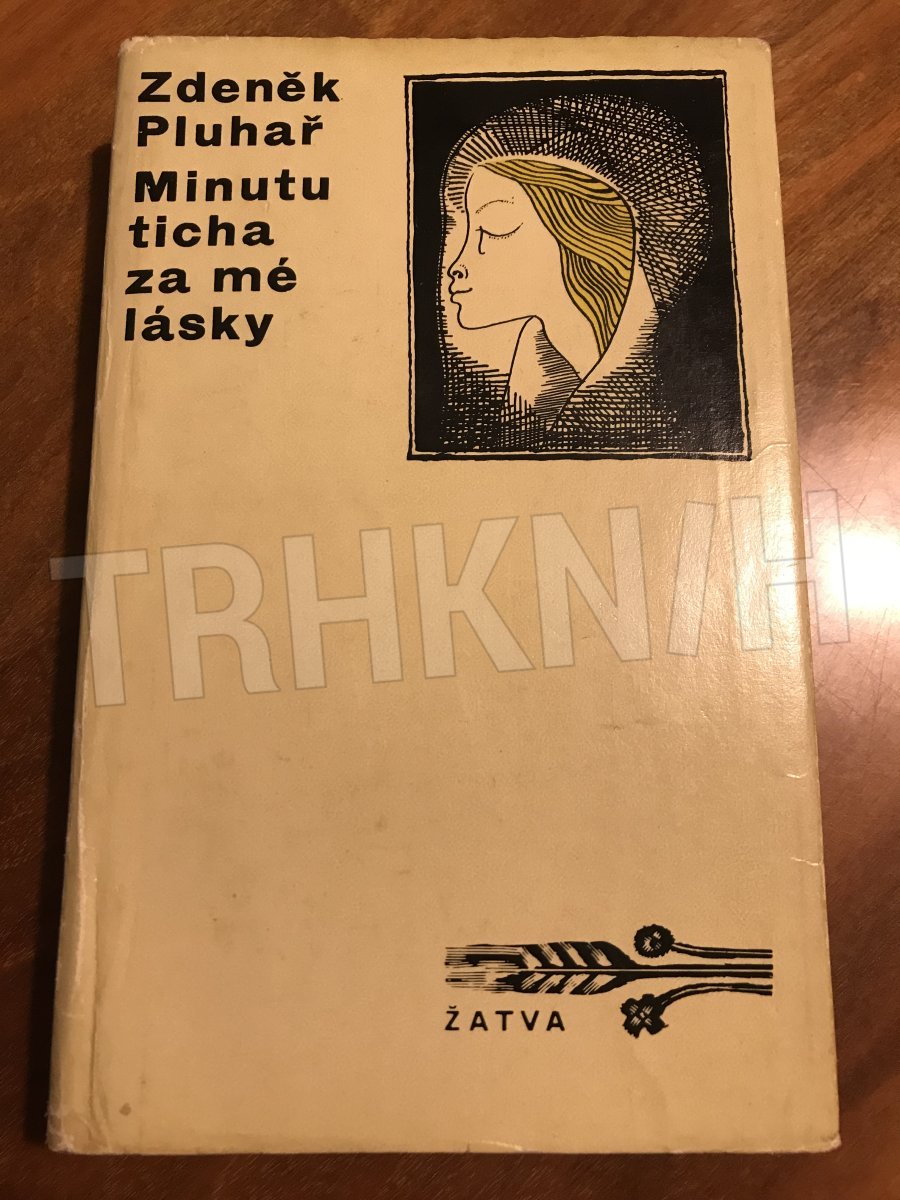 Zdeněk
Pluhař
Minutu
ticha
za mé
lásky
TRHKNIH
ŽATVA